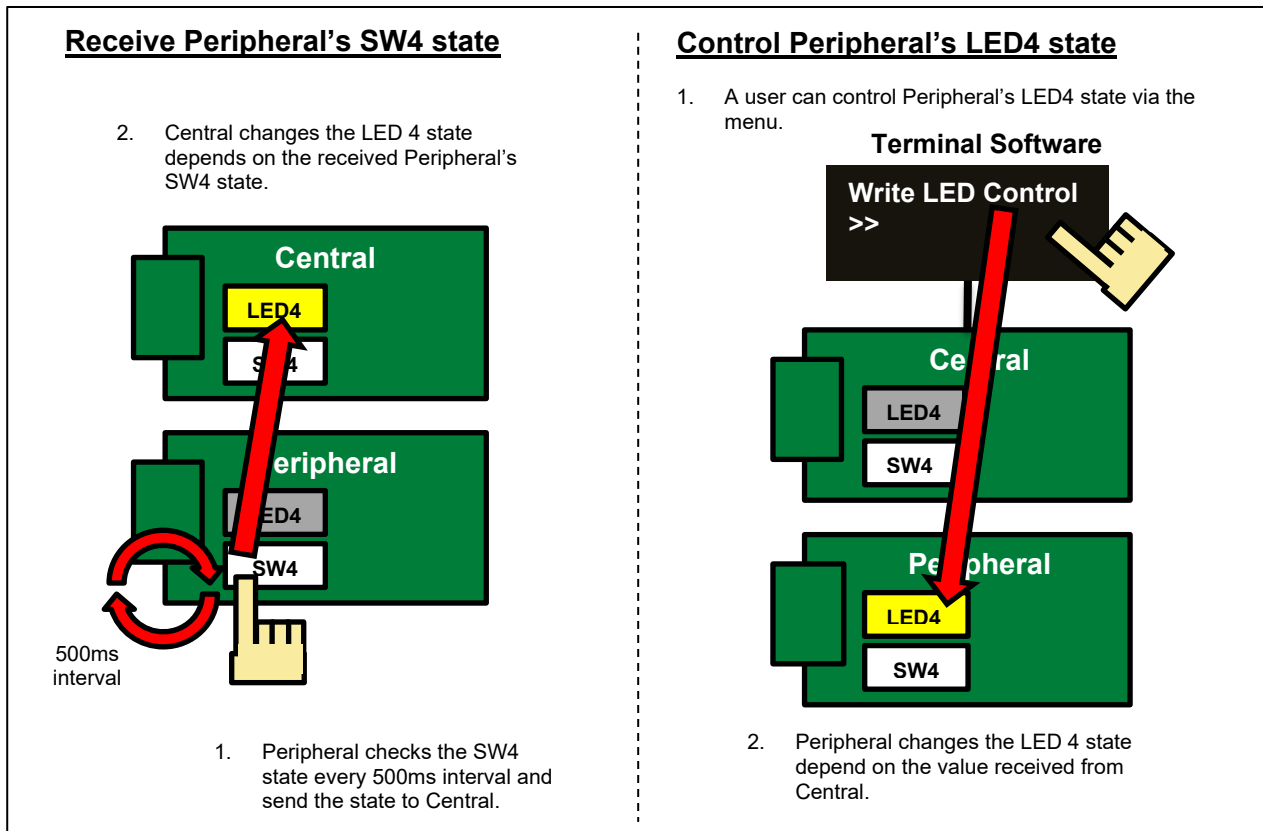 Receive Peripheral's SW4 state
2. Central changes the LED 4 state
depends on the received Peripheral's
SW4 state.
Central
LED4
SW4
Peripheral
LED4
SW4
500ms
interval
1. Peripheral checks the SW4
state every 500ms interval and
send the state to Central.
Control Peripheral's LED4 state
1. A user can control Peripheral's LED4 state via the
menu.
Terminal Software
Write LED Control
>>
Central
LED4
SW4
Peripheral
LED4
SW4
2. Peripheral changes the LED 4 state
depend on the value received from
Central.